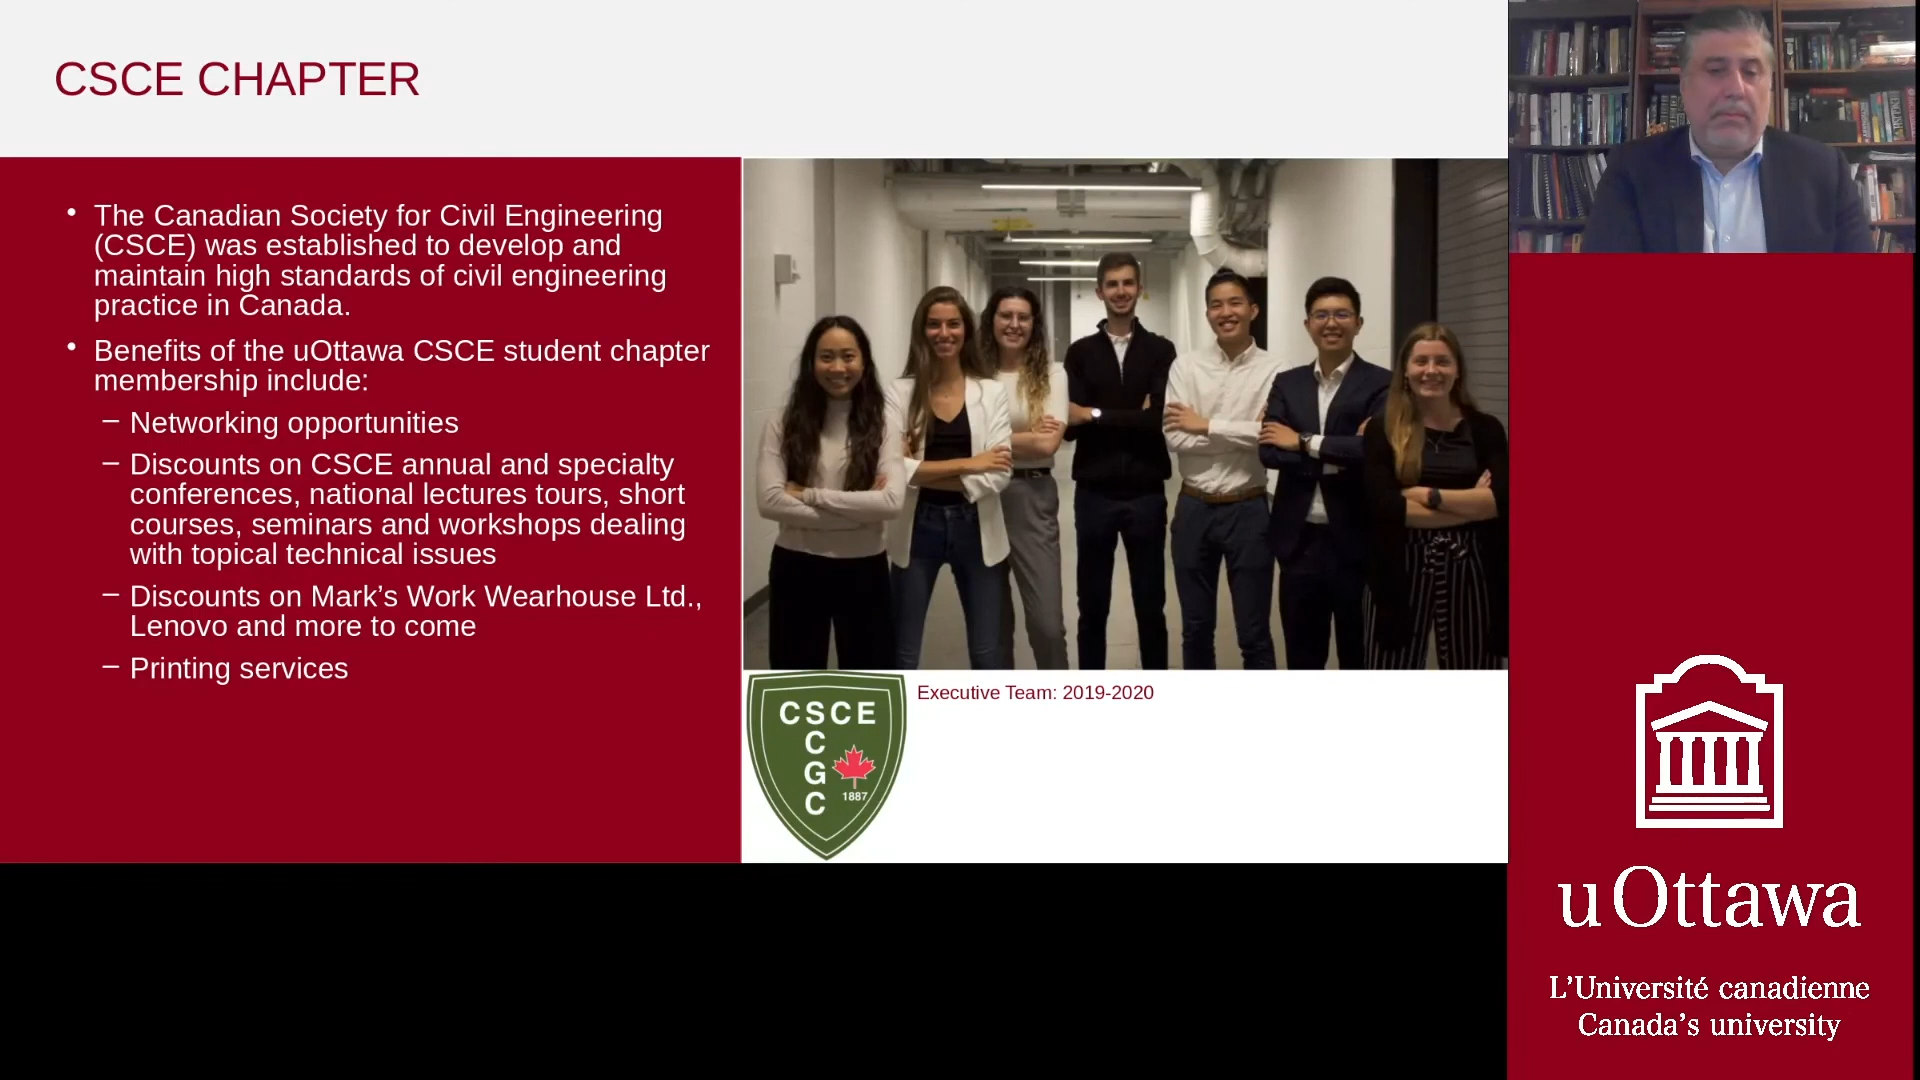 CSCE CHAPTER
• The Canadian Society for Civil Engineering
(CSCE) was established to develop and
maintain high standards of civil engineering
practice in Canada.
• Benefits of the uOttawa CSCE student chapter
membership include:
– Networking opportunities
– Discounts on CSCE annual and specialty
conferences, national lectures tours, short
courses, seminars and workshops dealing
with topical technical issues
– Discounts on Mark’s Work Wearhouse Ltd.,
Lenovo and more to come
– Printing services
Executive Team: 2019-2020
CSCE
C
G
C
1887
uOttawa
L’Université canadienne
Canada’s university